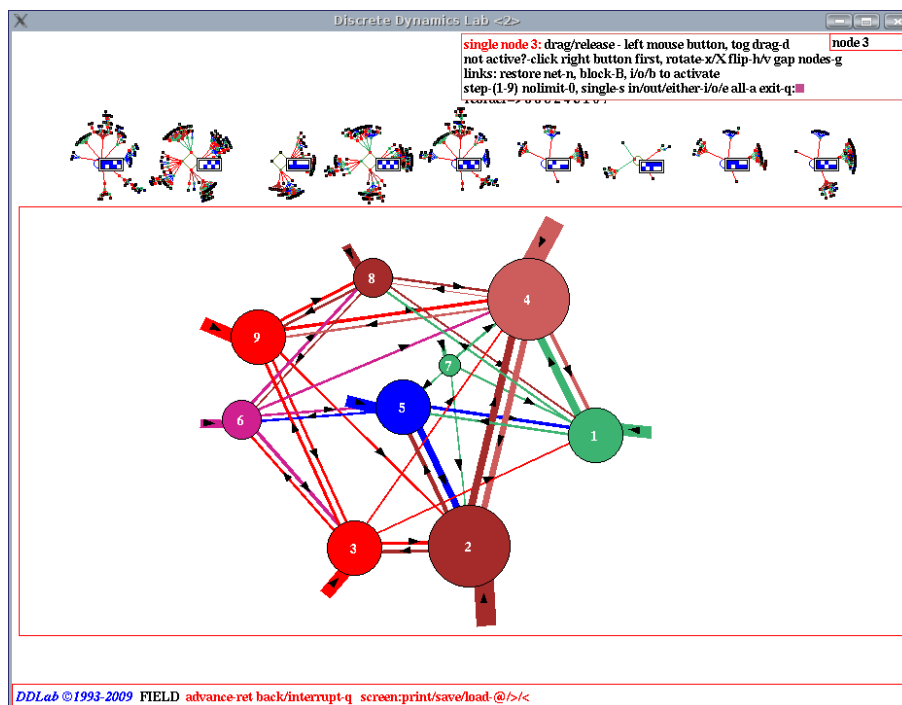 Discrete Dynamics Lab <2>
single node 3: drag/release - left mouse button, tog drag-d
node 3
not active?-click right button first, rotate-x/X flip-h/v gap nodes-g
links: restore net-n, block-B, i/o/b to activate
step-(1-9) nolimit-0, single-s in/out/either-i/o/e all-a exit-q:
8
4
9
7
5
6
1
3
2
DDLab ©1993-2009 FIELD advance-ret back/interrupt-q screen:print/save/load-@/>/<